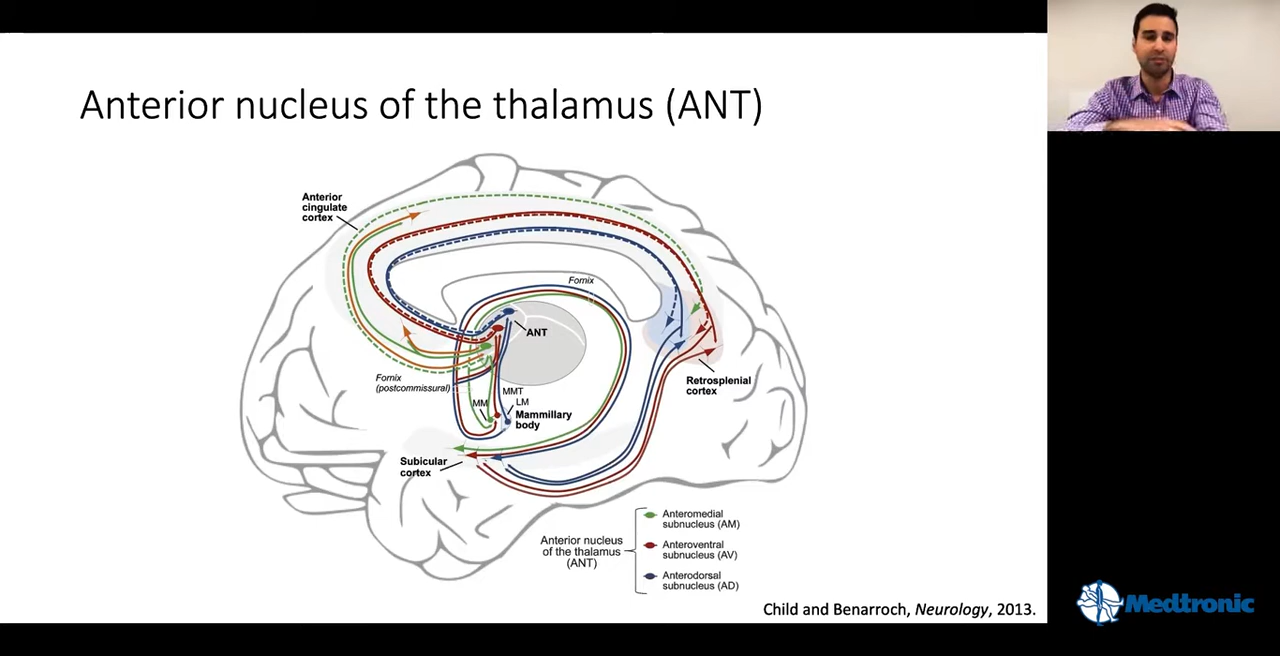 Anterior nucleus of the thalamus (ANT)
Anterior
cingulate
cortex
Fornix
ANT
Fornix
(postcommissural)
MMT
MM
LM
Mammillary
body
Retrosplenial
cortex
Subicular
cortex
Anterior nucleus
of the thalamus
(ANT)
Anteromedial
subnucleus (AM)
Anteroventral
subnucleus (AV)
Anterodorsal
subnucleus (AD)
Child and Benarroch, Neurology, 2013.
Medtronic